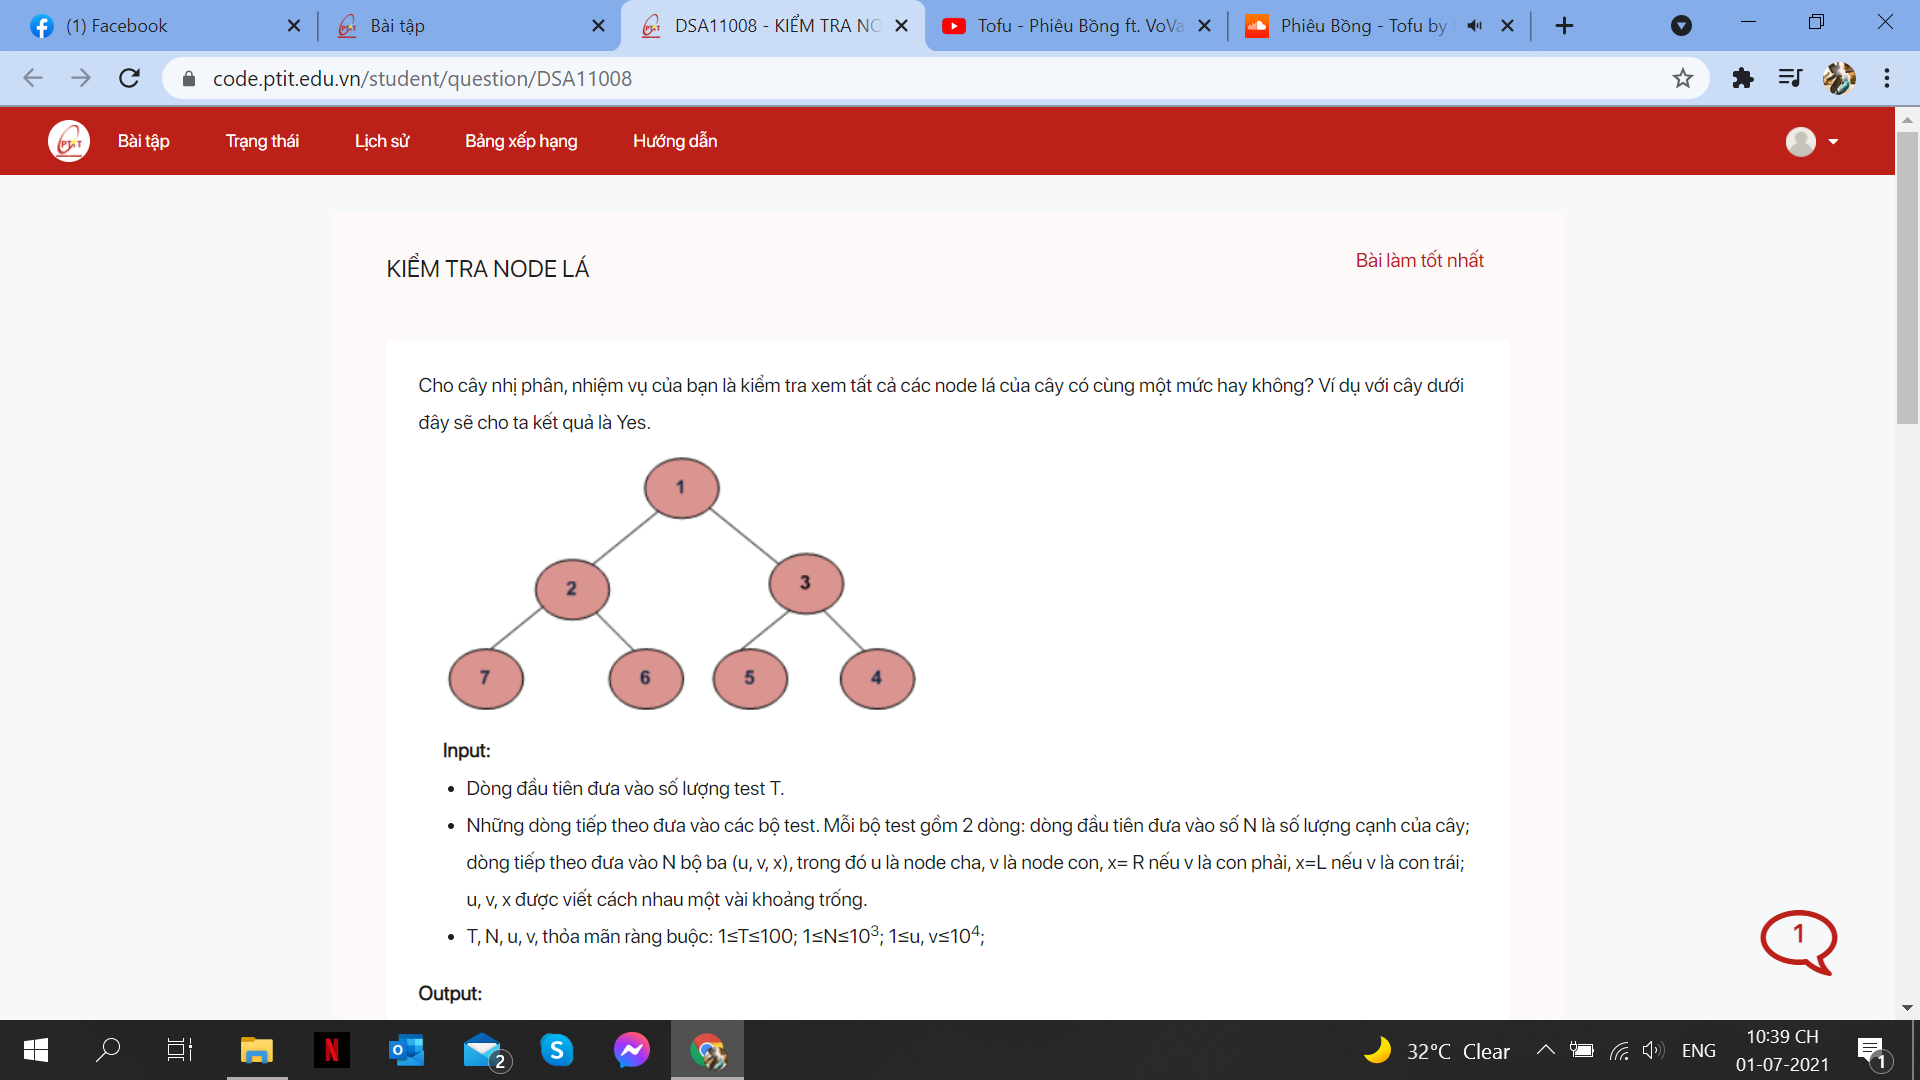 (1) Facebook
Bài tập
DSA11008 - KIỂM TRA NO
Tofu - Phiêu Bồng ft. VoVa
Phiêu Bồng - Tofu by
code.ptit.edu.vn/student/question/DSA11008
PTIT
Bài tập
Trạng thái
Lịch sử
Bảng xếp hạng
Hướng dẫn
KIỂM TRA NODE LÁ
Bài làm tốt nhất
Cho cây nhị phân, nhiệm vụ của bạn là kiểm tra xem tất cả các node lá của cây có cùng một mức hay không? Ví dụ với cây dưới
đây sẽ cho ta kết quả là Yes.
1
2
3
7
6
5
4
Input:
Dòng đầu tiên đưa vào số lượng test T.
Những dòng tiếp theo đưa vào các bộ test. Mỗi bộ test gồm 2 dòng: dòng đầu tiên đưa vào số N là số lượng cạnh của cây;
dòng tiếp theo đưa vào N bộ ba (u, v, x), trong đó u là node cha, v là node con, x= R nếu v là con phải, x=L nếu v là con trái;
u, v, x được viết cách nhau một vài khoảng trống.
T, N, u, v, thỏa mãn ràng buộc: 1≤T≤100; 1≤N≤10³; 1≤u, v≤10⁴;
1
Output:
N
2
32°C Clear
ENG
10:39 CH
01-07-2021
1